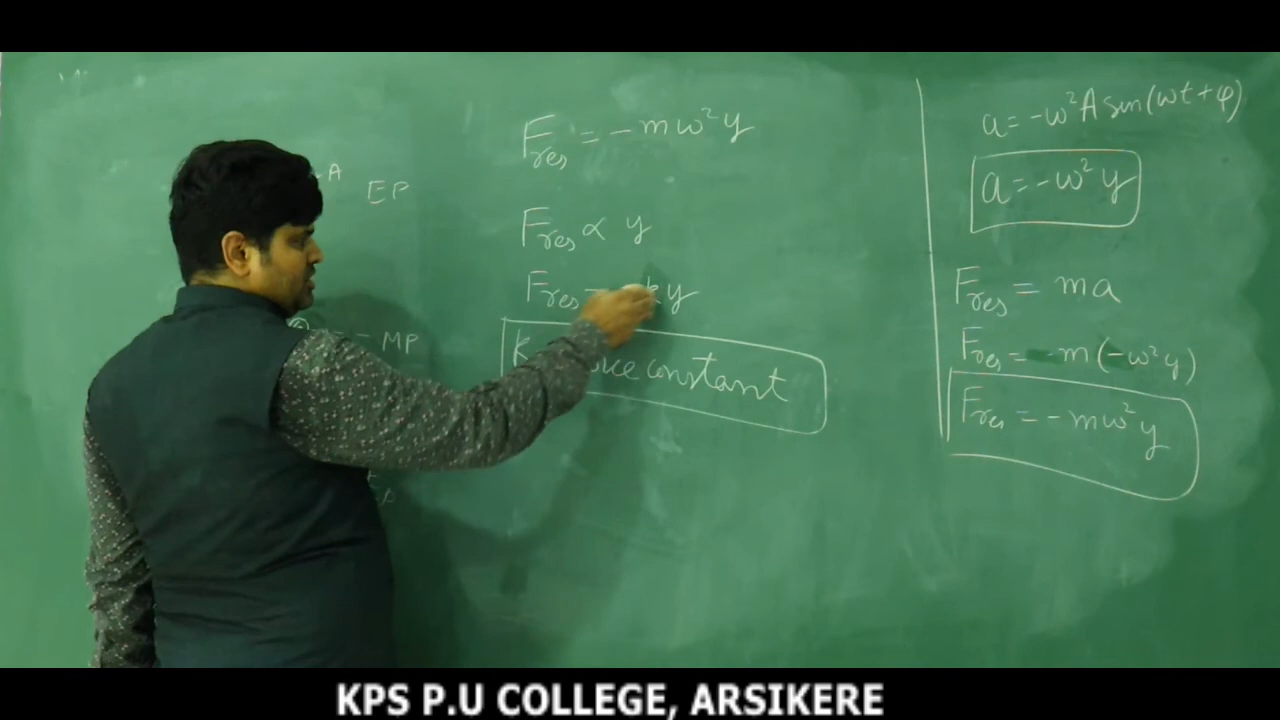 A
EP
MP
F_res = -mω²y
F_res ∝ y
F_res = ky
K constant
a = -ω²A sin(ωt+φ)
a = -ω²y
F_res = ma
F_res = m(-ω²y)
F_res = -mω²y
KPS P.U COLLEGE, ARSIKERE